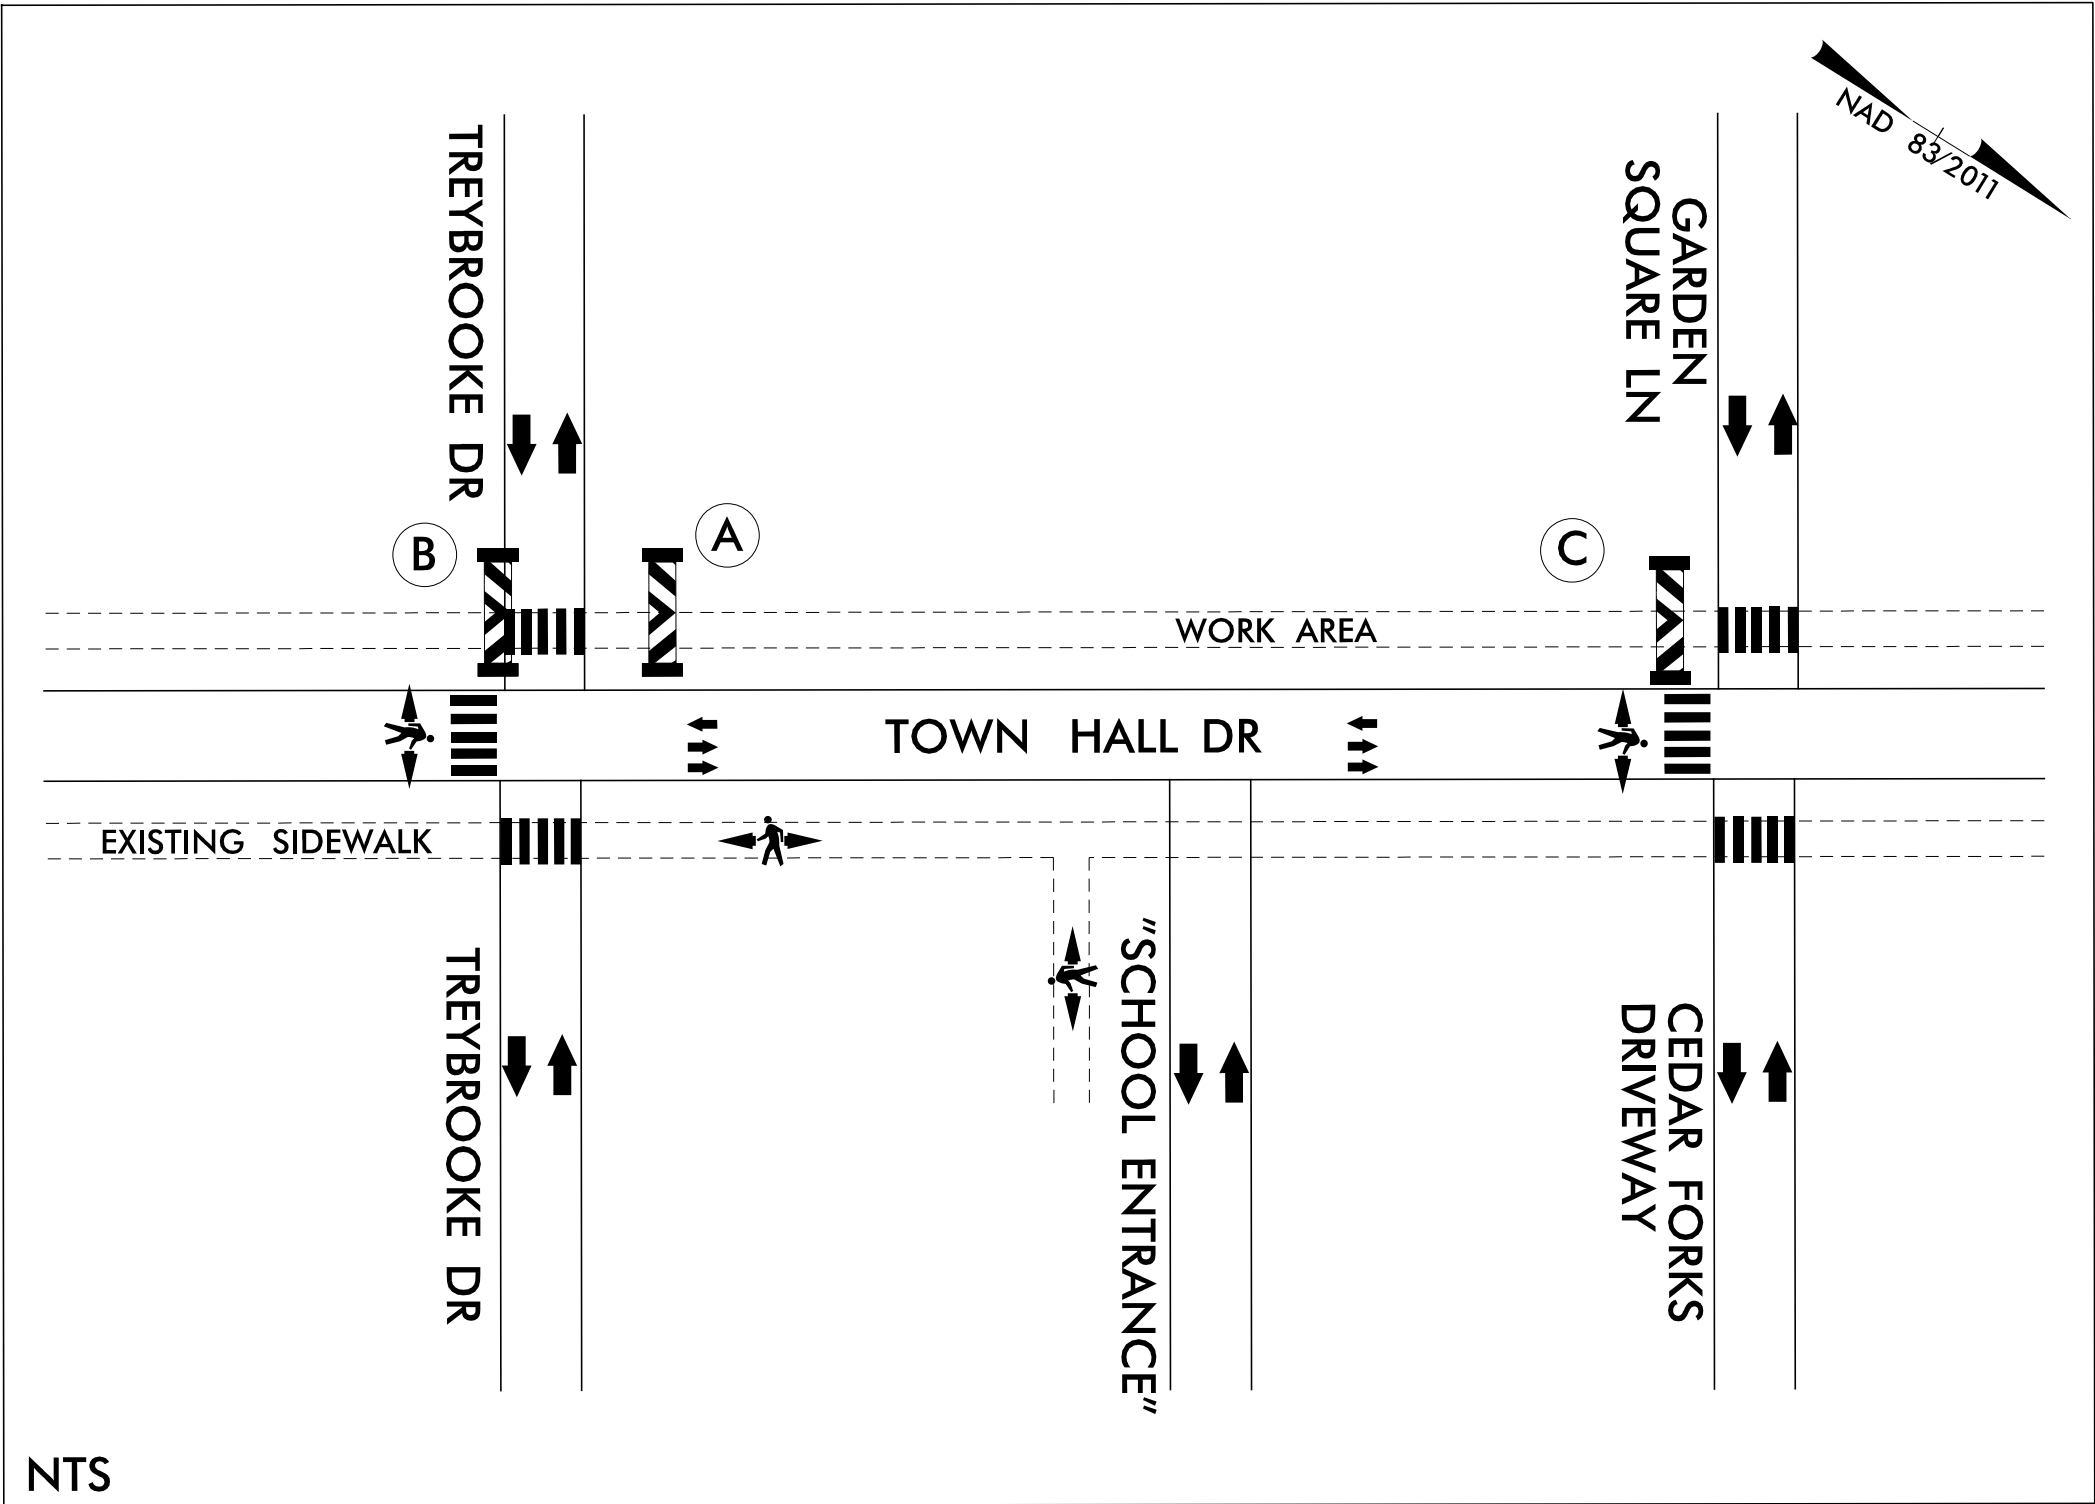 NAD 83/2011
TREYBROOKE DR
GARDEN
SQUARE LN
B
A
C
WORK AREA
TOWN HALL DR
EXISTING SIDEWALK
TREYBROOKE DR
"SCHOOL ENTRANCE"
CEDAR FORKS
DRIVEWAY
NTS